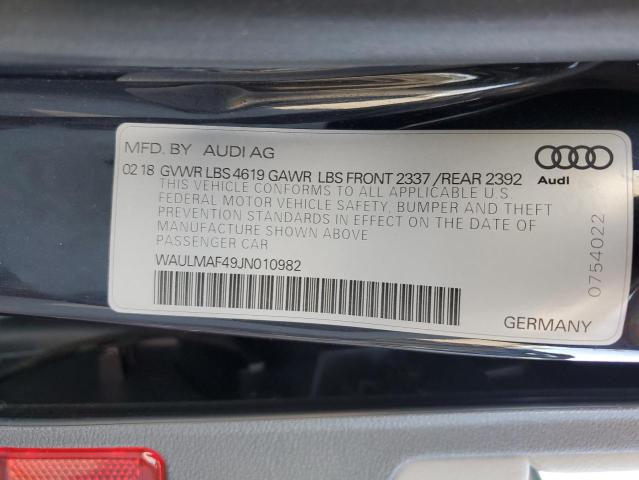 MFD. BY AUDI AG
02 18 GVWR LBS 4619 GAWR LBS FRONT 2337 /REAR 2392
THIS VEHICLE CONFORMS TO ALL APPLICABLE U.S.
FEDERAL MOTOR VEHICLE SAFETY, BUMPER AND THEFT
PREVENTION STANDARDS IN EFFECT ON THE DATE OF
MANUFACTURE SHOWN ABOVE
PASSENGER CAR
WAULMAF49JN010982
Audi
0754022
GERMANY